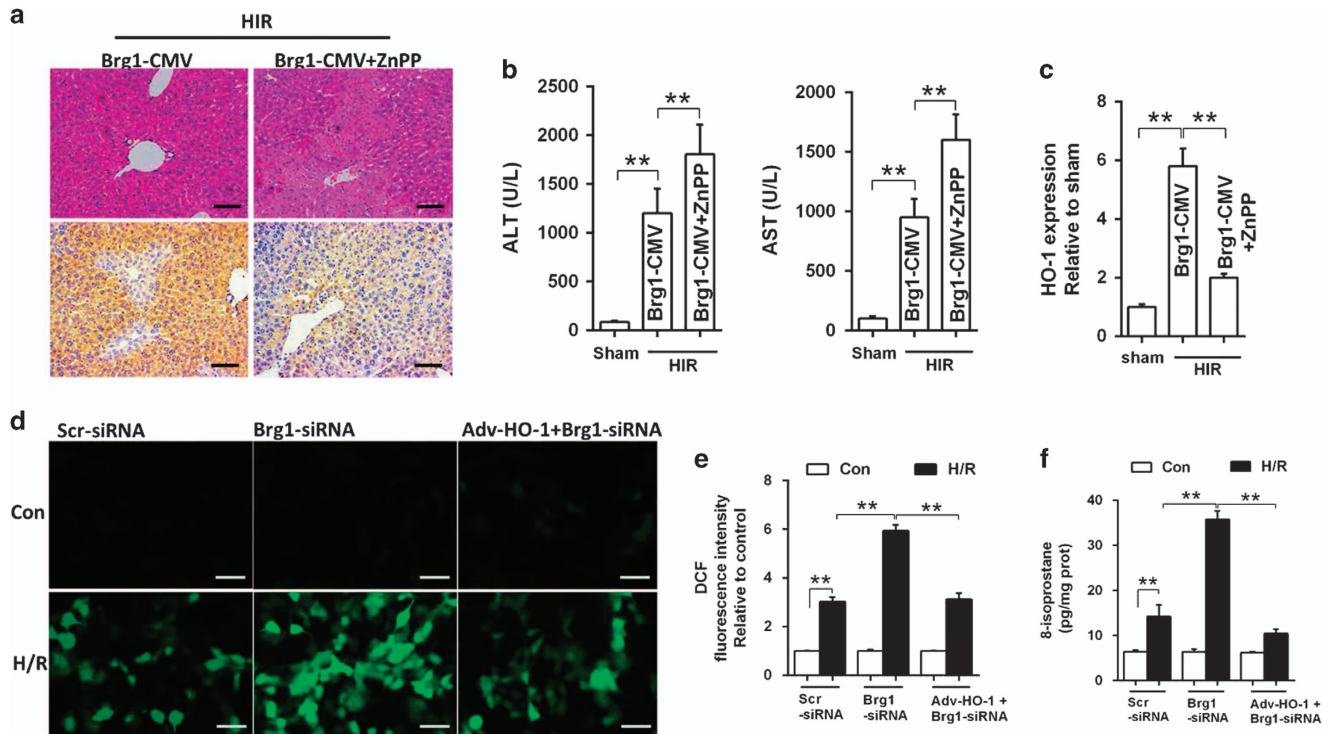 a
HIR
Brg1-CMV
Brg1-CMV+ZnPP
b
ALT (U/L)
2500
2000
1500
1000
500
0
**
**
Brg1-CMV
Brg1-CMV+ZnPP
Sham
HIR
AST (U/L)
2000
1500
1000
500
0
**
**
Brg1-CMV
Brg1-CMV+ZnPP
Sham
HIR
c
HO-1 expression
Relative to sham
8
6
4
2
0
**
**
Brg1-CMV
Brg1-CMV
+ZnPP
sham
HIR
d
Scr-siRNA
Brg1-siRNA
Adv-HO-1+Brg1-siRNA
Con
H/R
e
Con
H/R
DCF
fluorescence intensity
Relative to control
8
6
4
2
1
0
**
**
**
Scr
-siRNA
Brg1
-siRNA
Adv-HO-1 +
Brg1-siRNA
f
Con
H/R
8-isoprostane
(pg/mg prot)
40
30
20
10
0
**
**
**
Scr
-siRNA
Brg1
-siRNA
Adv-HO-1 +
Brg1-siRNA